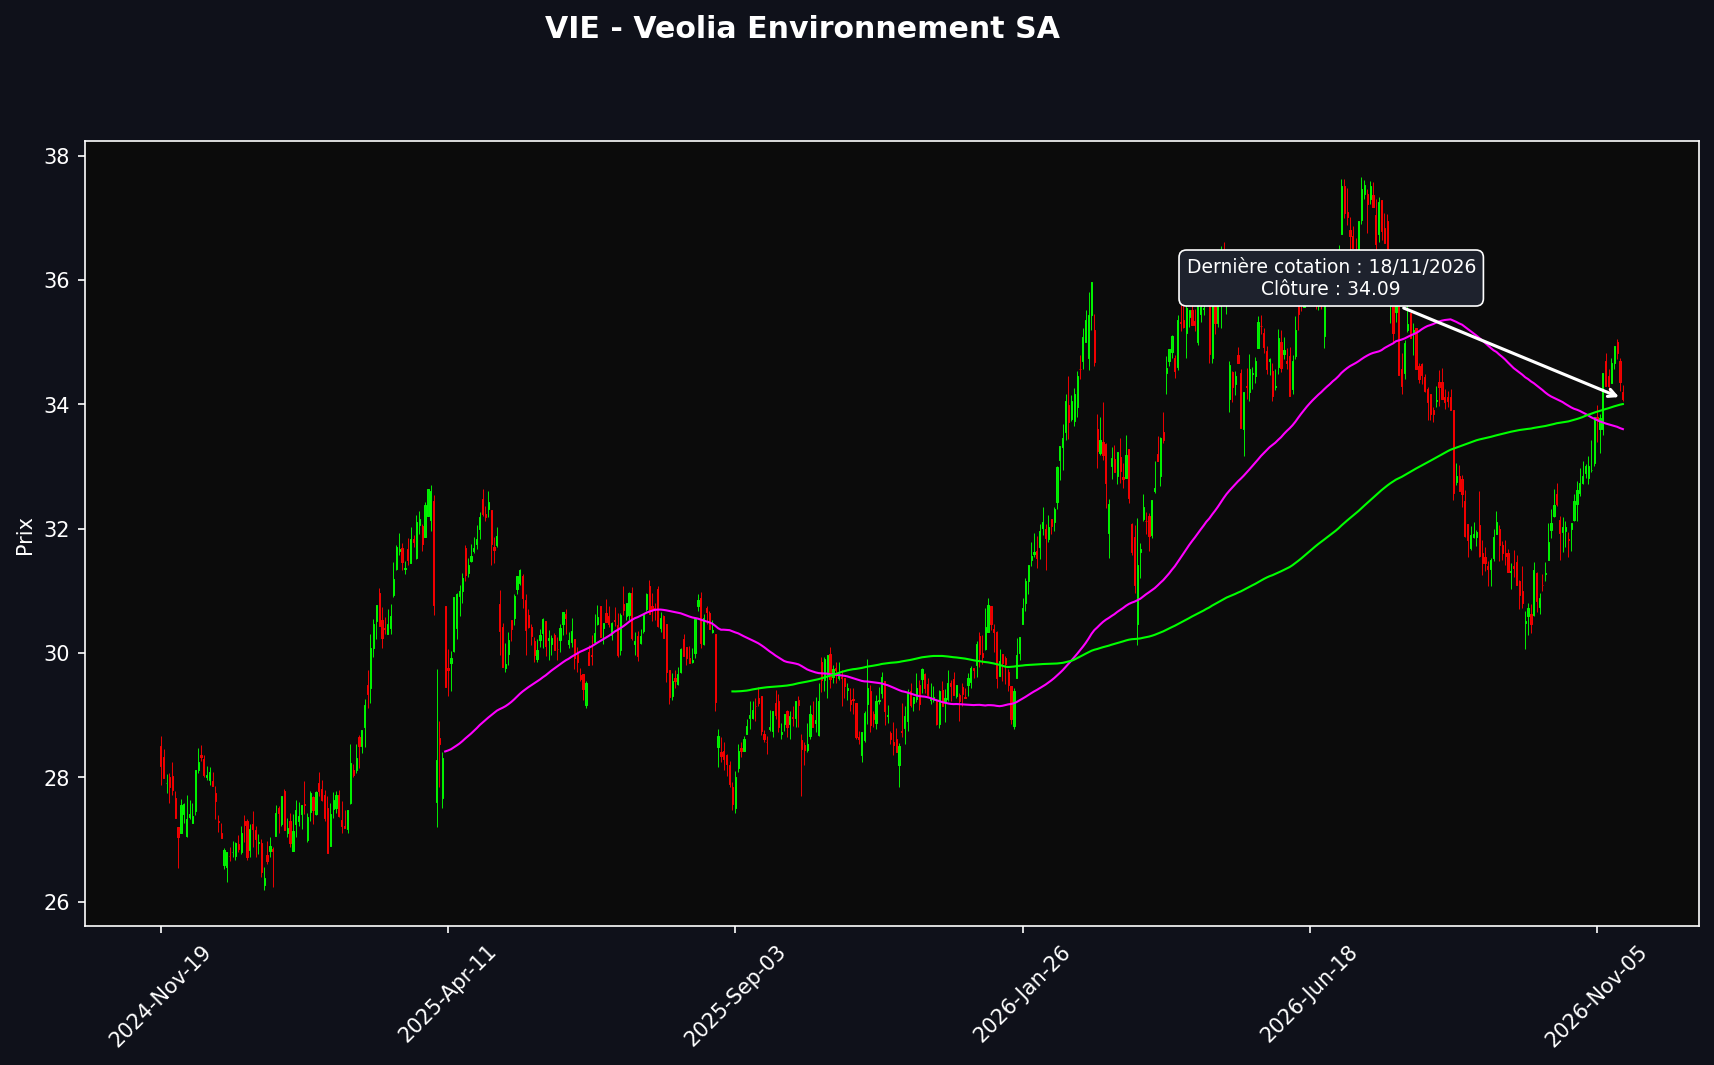 VIE - Veolia Environnement SA
38
36
34
32
30
28
26
Prix
Dernière cotation : 18/11/2026
Clôture : 34.09
2024-Nov-19
2025-Apr-11
2025-Sep-03
2026-Jan-26
2026-Jun-18
2026-Nov-05